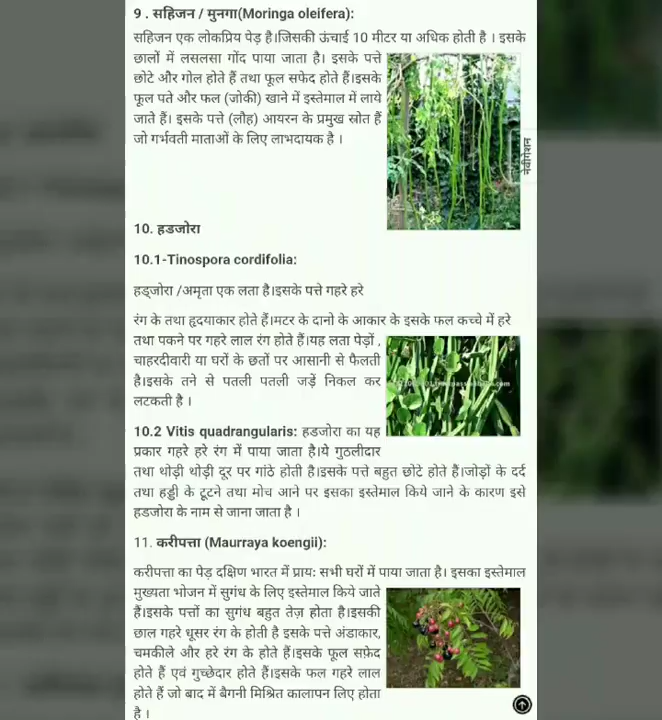 9 . सहिजन / मुनगा(Moringa oleifera):
सहिजन एक लोकप्रिय पेड़ है।जिसकी ऊंचाई 10 मीटर या अधिक होती है । इसके
छालों में लसलसा गोंद पाया जाता है। इसके पत्ते
छोटे और गोल होते हैं तथा फूल सफेद होते हैं।इसके
फूल पते और फल (जोकी) खाने में इस्तेमाल में लाये
जाते हैं। इसके पत्ते (लौह) आयरन के प्रमुख स्रोत हैं
जो गर्भवती माताओं के लिए लाभदायक है ।
नवीगेशन
10. हडजोरा
10.1-Tinospora cordifolia:
हड्जोरा /अमृता एक लता है।इसके पत्ते गहरे हरे
रंग के तथा हृदयाकार होते हैं।मटर के दानो के आकार के इसके फल कच्चे में हरे
तथा पकने पर गहरे लाल रंग होते हैं।यह लता पेड़ों ,
चाहरदीवारी या घरों के छतों पर आसानी से फैलती
है।इसके तने से पतली पतली जड़ें निकल कर
लटकती है ।
10.2 Vitis quadrangularis: हडजोरा का यह
प्रकार गहरे हरे रंग में पाया जाता है।ये गुठलीदार
तथा थोड़ी थोड़ी दूर पर गांठे होती है।इसके पत्ते बहुत छोटे होते हैं।जोड़ों के दर्द
तथा हड्डी के टूटने तथा मोच आने पर इसका इस्तेमाल किये जाने के कारण इसे
हडजोरा के नाम से जाना जाता है ।
11. करीपत्ता (Maurraya koengii):
करीपत्ता का पेड़ दक्षिण भारत में प्रायः सभी घरों में पाया जाता है। इसका इस्तेमाल
मुख्यता भोजन में सुगंध के लिए इस्तेमाल किये जाते
हैं।इसके पत्तों का सुगंध बहुत तेज़ होता है।इसकी
छाल गहरे धूसर रंग के होती है इसके पत्ते अंडाकार,
चमकीले और हरे रंग के होते हैं।इसके फूल सफ़ेद
होते हैं एवं गुच्छेदार होते हैं।इसके फल गहरे लाल
होते हैं जो बाद में बैगनी मिश्रित कालापन लिए होता
है ।